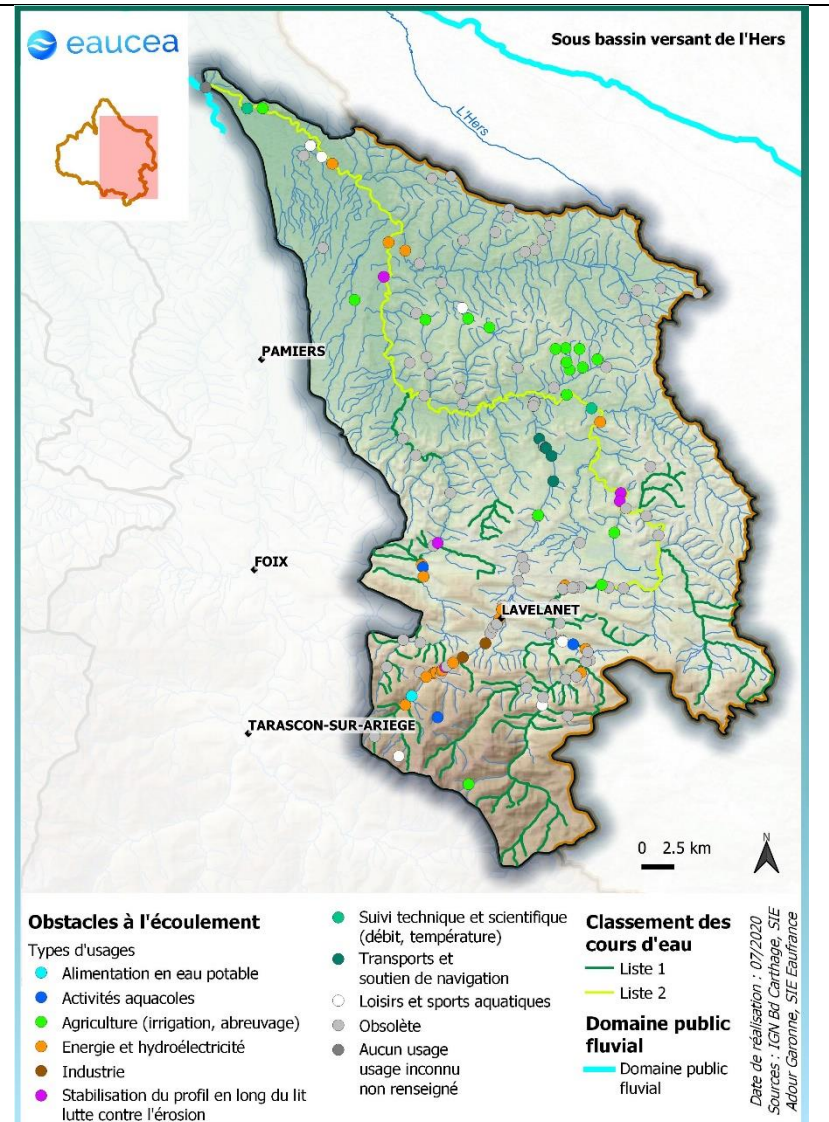 eaucea
Sous bassin versant de l'Hers
L'Hers
PAMIERS
FOIX
LAVELANET
TARASCON-SUR-ARIEGE
0 2.5 km
N
Obstacles à l'écoulement
Types d'usages
Alimentation en eau potable
Activités aquacoles
Agriculture (irrigation, abreuvage)
Energie et hydroélectricité
Industrie
Stabilisation du profil en long du lit
lutte contre l'érosion
Suivi technique et scientifique
(débit, température)
Transports et
soutien de navigation
Loisirs et sports aquatiques
Obsolète
Aucun usage
usage inconnu
non renseigné
Classement des
cours d'eau
Liste 1
Liste 2
Domaine public
fluvial
Domaine public
fluvial
Date de réalisation : 07/2020
Sources : IGN Bd Carthage, SIE
Adour Garonne, SIE Eaufrance